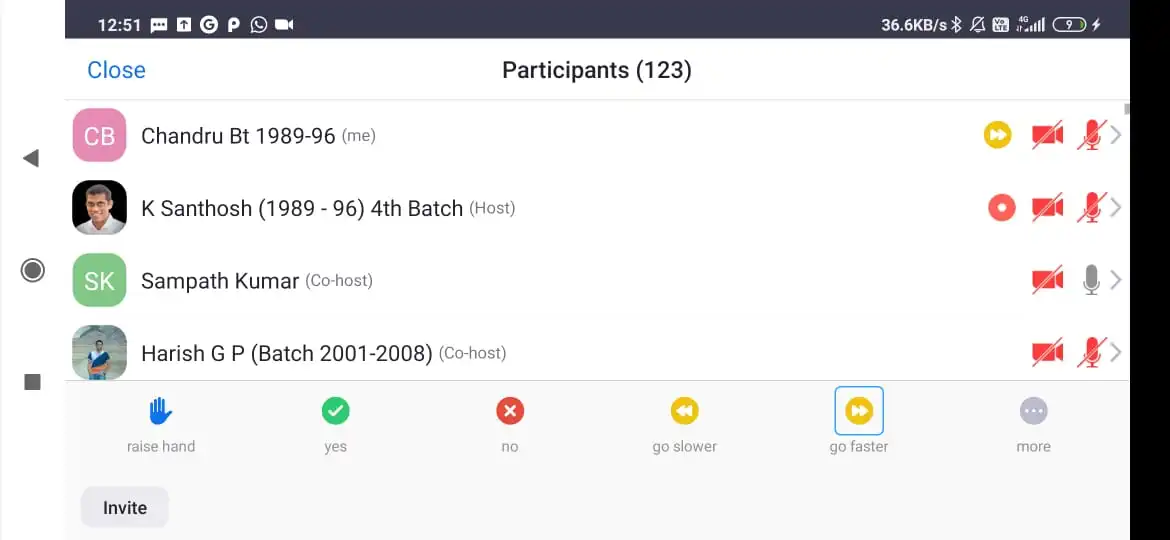 12:51 36.6KB/s Vo LTE 4G 9
Close Participants (123)
CB Chandru Bt 1989-96 (me)
K Santhosh (1989 - 96) 4th Batch (Host)
SK Sampath Kumar (Co-host)
Harish G P (Batch 2001-2008) (Co-host)
raise hand yes no go slower go faster more
Invite